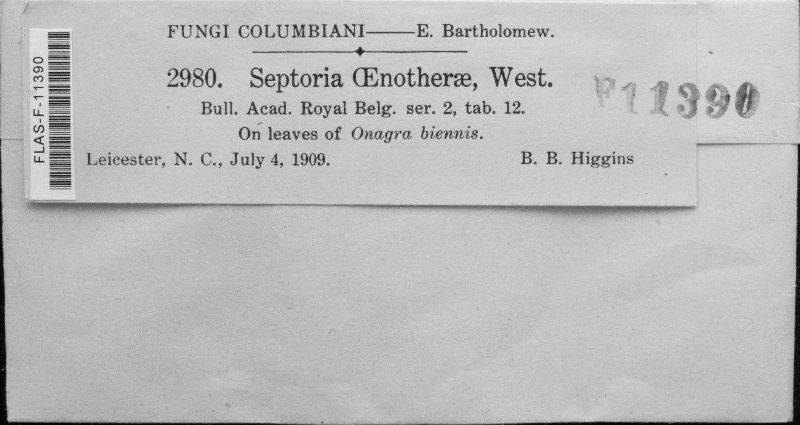 FUNGI COLUMBIANI——E. Bartholomew.
2980. Septoria Œnotheræ, West.
Bull. Acad. Royal Belg. ser. 2, tab. 12.
On leaves of Onagra biennis.
Leicester, N. C., July 4, 1909. B. B. Higgins
FLAS-F-11390
F11390